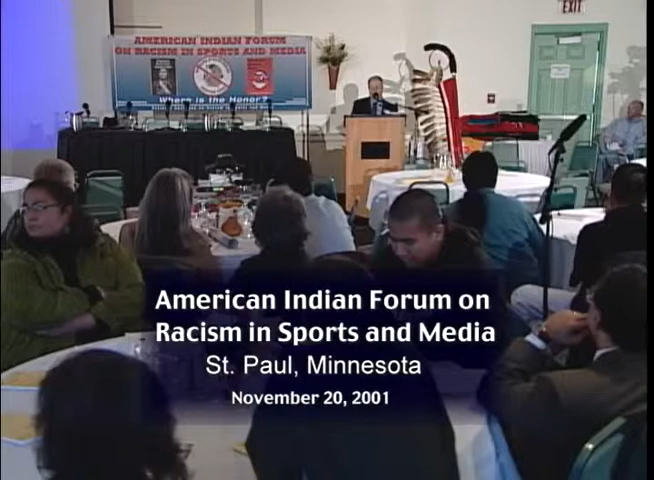 EXIT
AMERICAN INDIAN FORUM
ON RACISM IN SPORTS AND MEDIA
Where is the Honor?
American Indian Forum on
Racism in Sports and Media
St. Paul, Minnesota
November 20, 2001